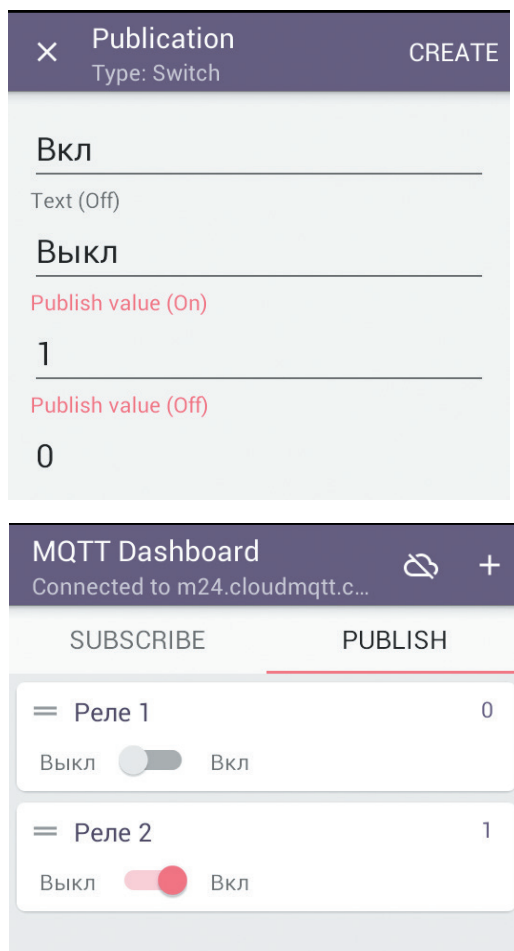 Publication
CREATE
Type: Switch
Вкл
Text (Off)
Выкл
Publish value (On)
1
Publish value (Off)
0
MQTT Dashboard
Connected to m24.cloudmqtt.c...
SUBSCRIBE PUBLISH
Реле 1 0
Выкл Вкл
Реле 2 1
Выкл Вкл